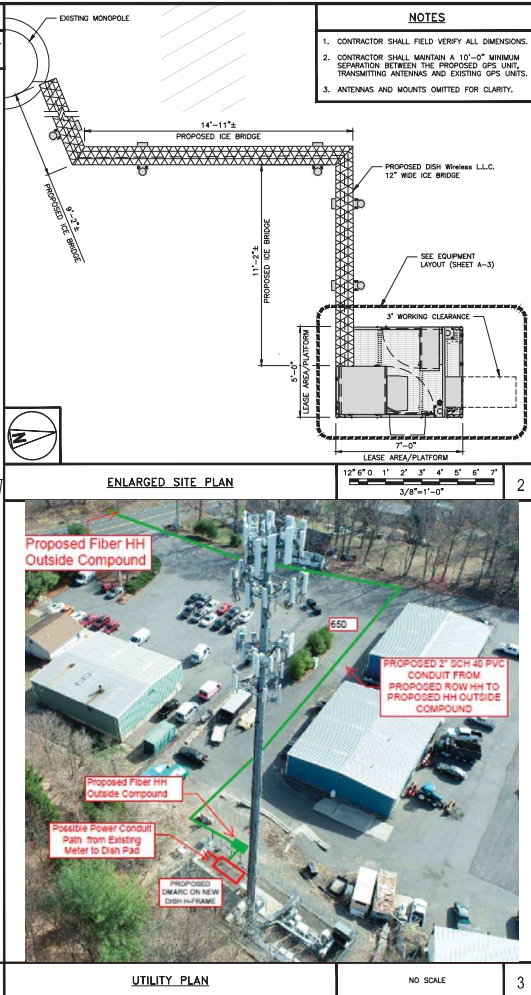 EXISTING MONOPOLE
NOTES
1. CONTRACTOR SHALL FIELD VERIFY ALL DIMENSIONS.
2. CONTRACTOR SHALL MAINTAIN A 10'-0" MINIMUM
SEPARATION BETWEEN THE PROPOSED GPS UNIT,
TRANSMITTING ANTENNAS AND EXISTING GPS UNITS.
3. ANTENNAS AND MOUNTS OMITTED FOR CLARITY.
14'-11"±
PROPOSED ICE BRIDGE
PROPOSED DISH Wireless L.L.C.
12" WIDE ICE BRIDGE
9'-2"±
PROPOSED ICE BRIDGE
11'-2"±
PROPOSED ICE BRIDGE
SEE EQUIPMENT
LAYOUT (SHEET A-3)
3' WORKING CLEARANCE
5'-0"
LEASE AREA/PLATFORM
7'-0"
LEASE AREA/PLATFORM
N
ENLARGED SITE PLAN
12" 6" 0 1' 2' 3' 4' 5' 6' 7'
3/8"=1'-0"
2
Proposed Fiber HH
Outside Compound
650
PROPOSED 2" SCH 40 PVC
CONDUIT FROM
PROPOSED ROW HH TO
PROPOSED HH OUTSIDE
COMPOUND
Proposed Fiber HH
Outside Compound
Possible Power Conduit
Path from Existing
Meter to Dish Pad
PROPOSED
DMARC ON NEW
DISH H-FRAME
UTILITY PLAN
NO SCALE
3